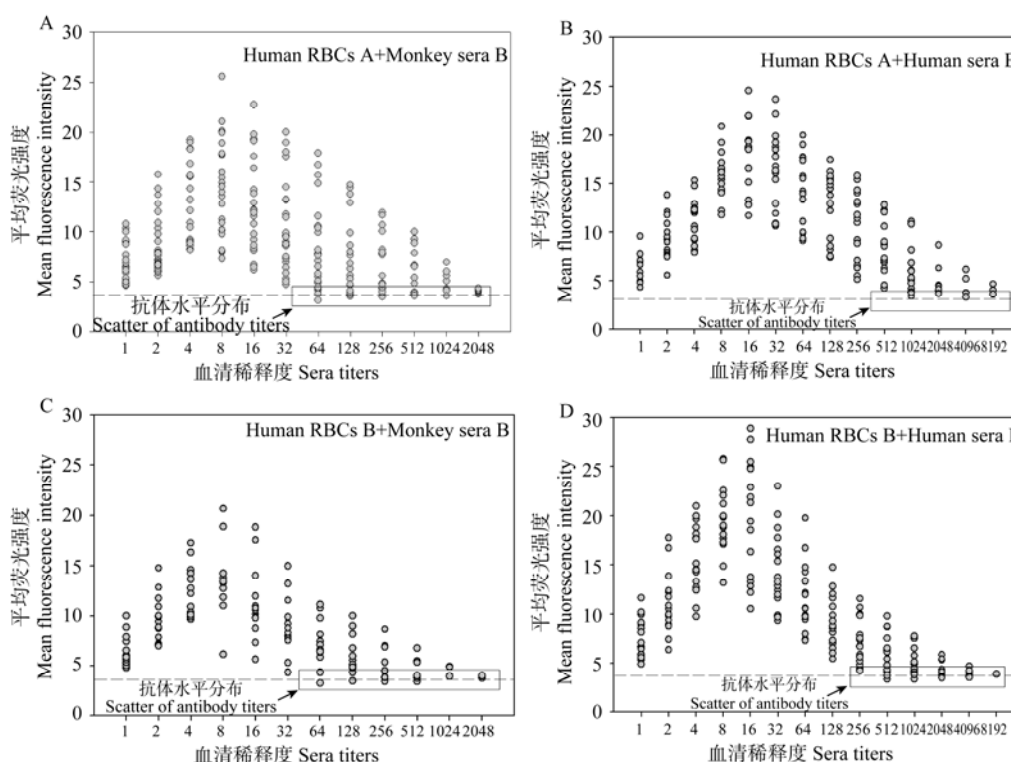 A
Human RBCs A+Monkey sera B
平均荧光强度
Mean fluorescence intensity
30
25
20
15
10
5
0
抗体水平分布
Scatter of antibody titers
1 2 4 8 16 32 64 128 256 512 1024 2048
血清稀释度 Sera titers
B
Human RBCs A+Human sera
平均荧光强度
Mean fluorescence intensity
30
25
20
15
10
5
0
抗体水平分布
Scatter of antibody titers
1 2 4 8 16 32 64 128 256 512 1024 2048 4096 8192
血清稀释度 Sera titers
C
Human RBCs B+Monkey sera B
平均荧光强度
Mean fluorescence intensity
30
25
20
15
10
5
0
抗体水平分布
Scatter of antibody titers
1 2 4 8 16 32 64 128 256 512 1024 2048
血清稀释度 Sera titers
D
Human RBCs B+Human sera
平均荧光强度
Mean fluorescence intensity
30
25
20
15
10
5
0
抗体水平分布
Scatter of antibody titers
1 2 4 8 16 32 64 128 256 512 1024 2048 4096 8192
血清稀释度 Sera titers